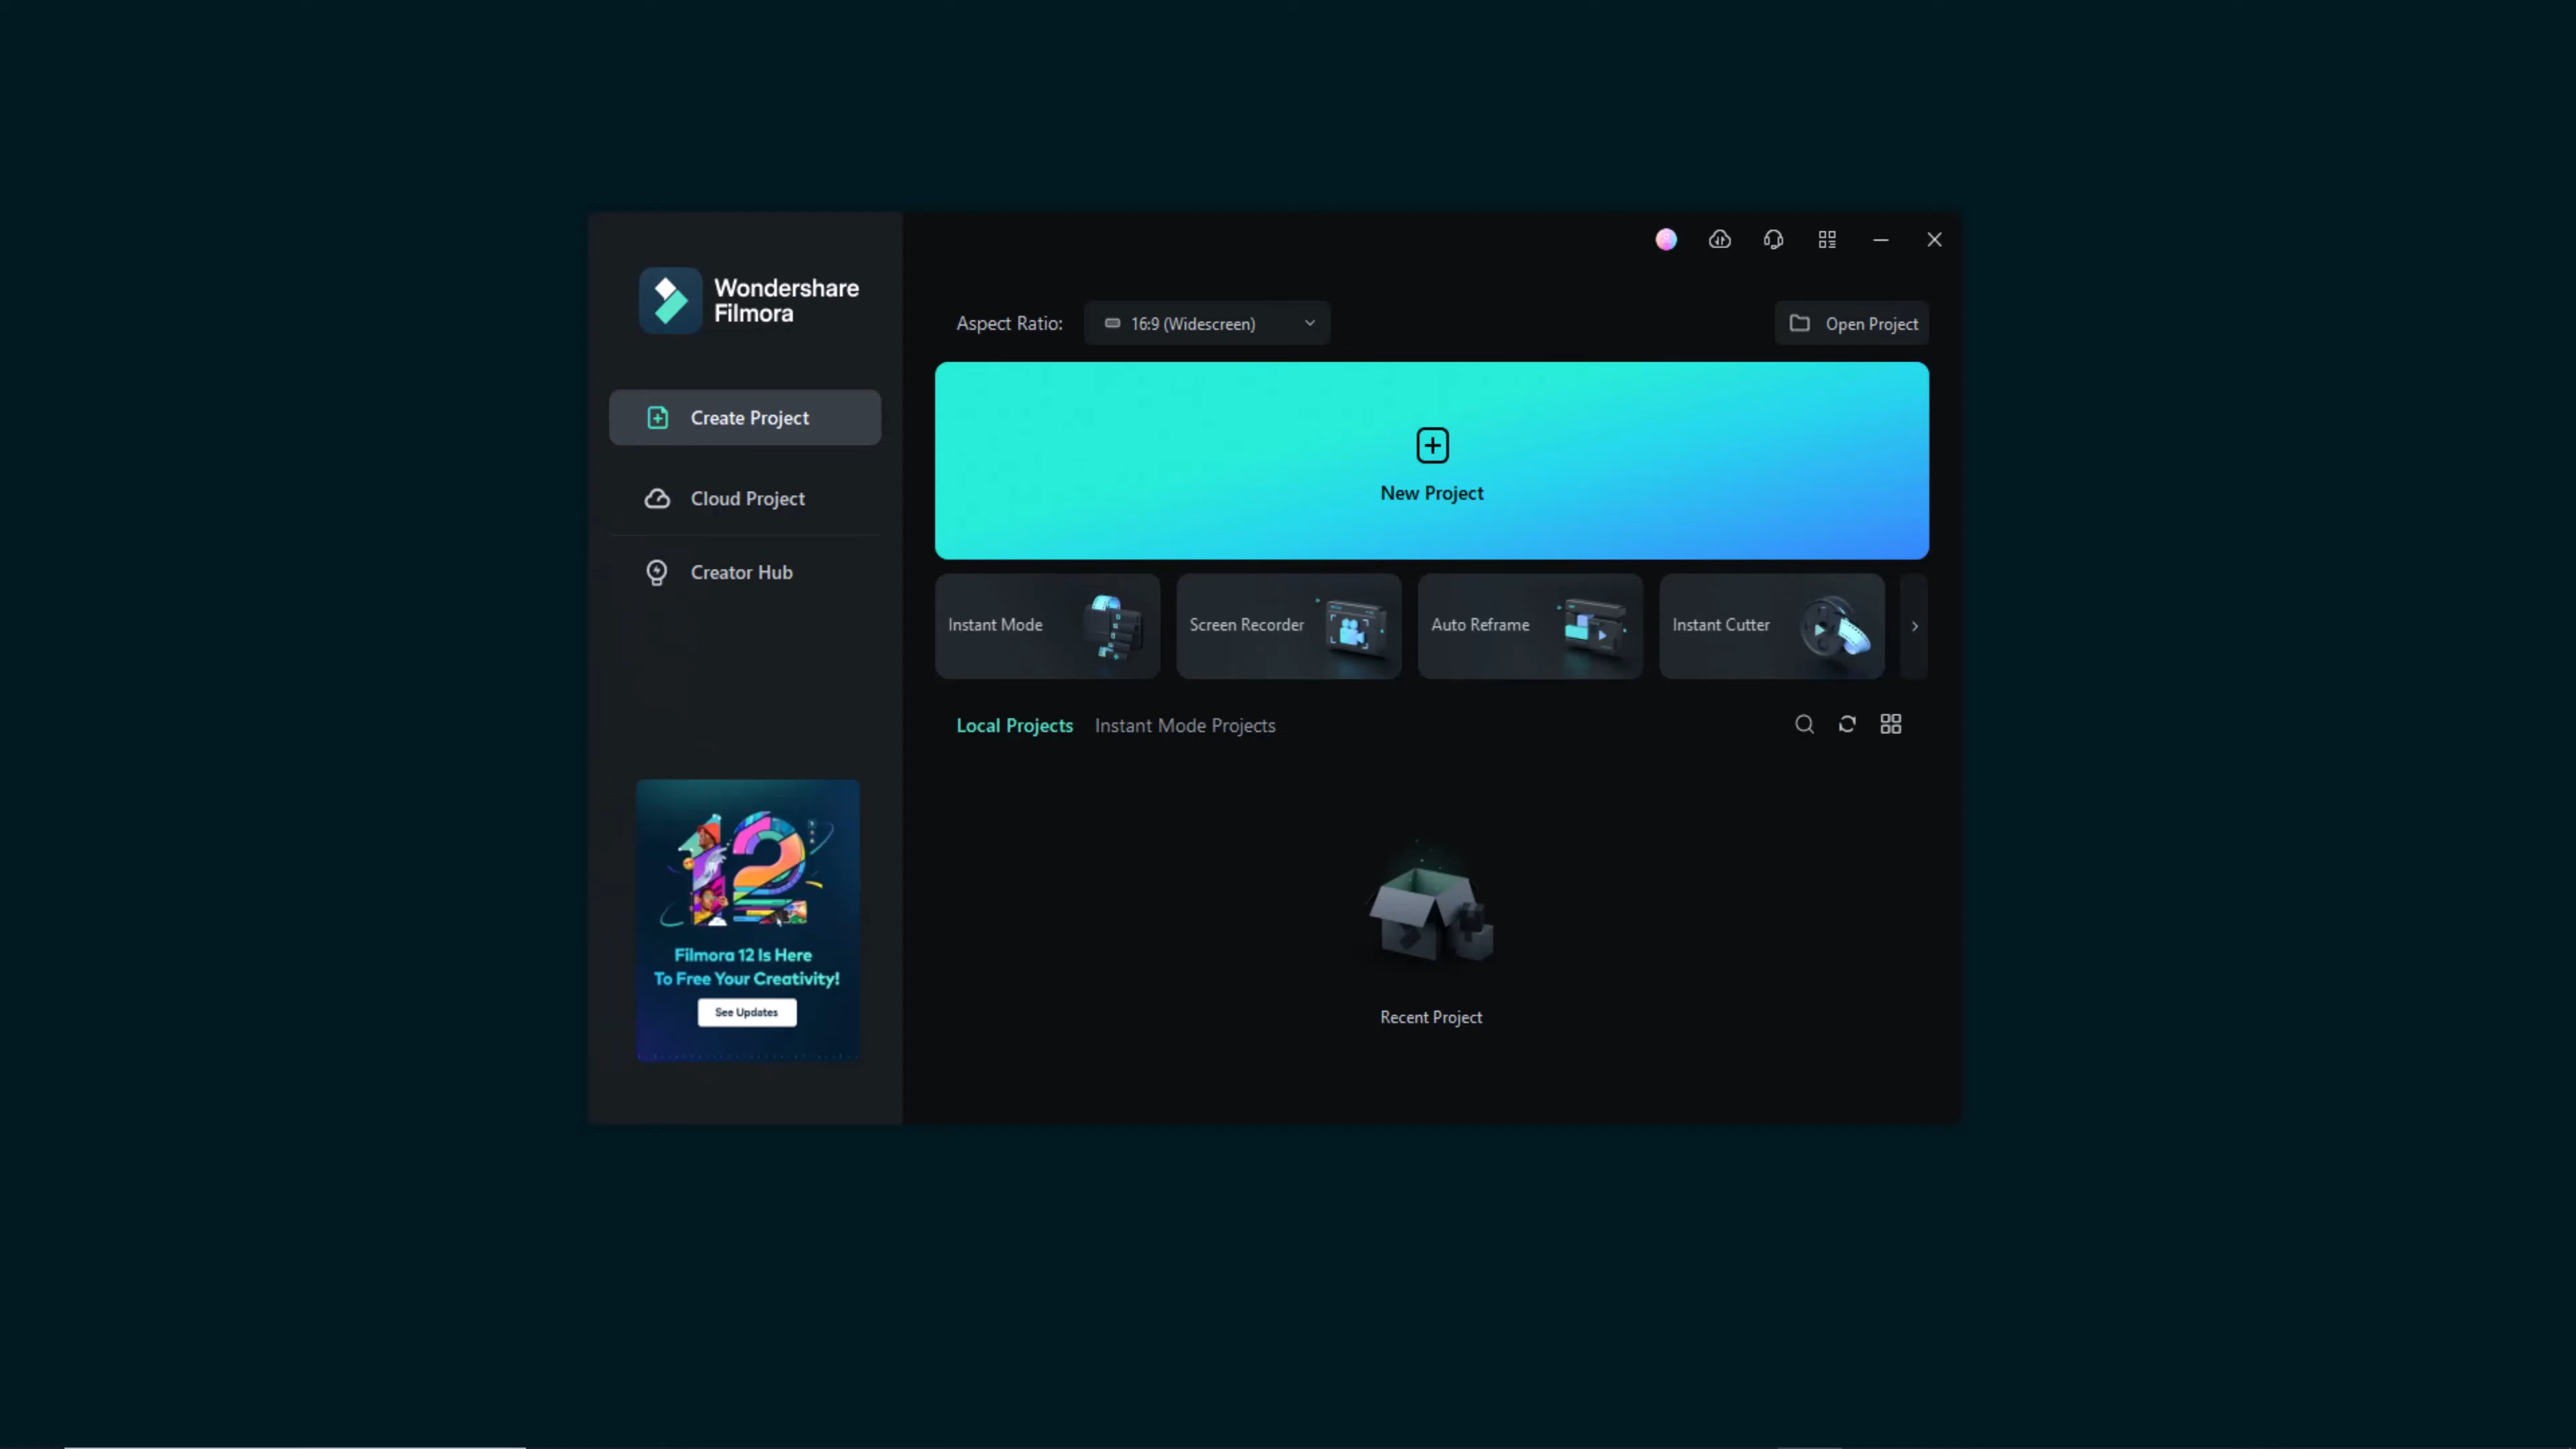 Wondershare
Filmora
Aspect Ratio:
16:9 (Widescreen)
Open Project
Create Project
Cloud Project
Creator Hub
New Project
Instant Mode
Screen Recorder
Auto Reframe
Instant Cutter
Local Projects
Instant Mode Projects
12
Filmora 12 Is Here
To Free Your Creativity!
See Updates
Recent Project